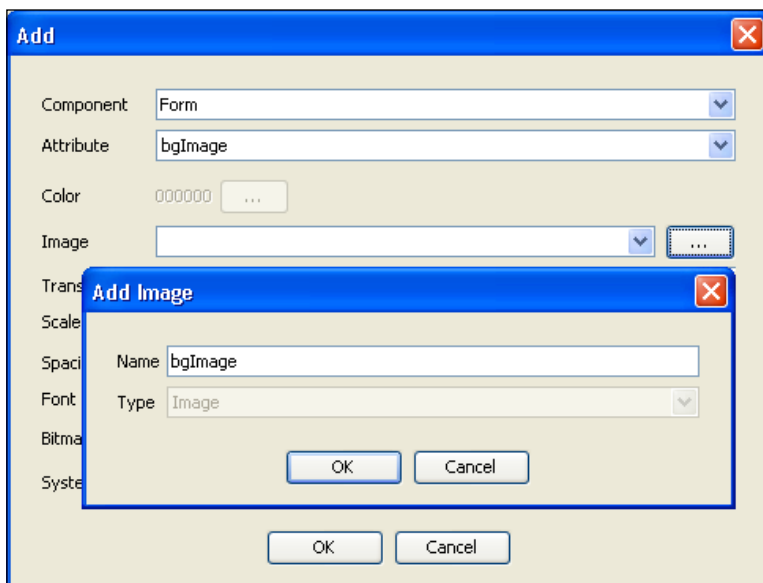 Add
Component Form
Attribute bgImage
Color 000000 ...
Image ...
Trans
Add Image
Scale
Name bgImage
Spaci
Type Image
Font
Bitma
OK Cancel
Syste
OK Cancel